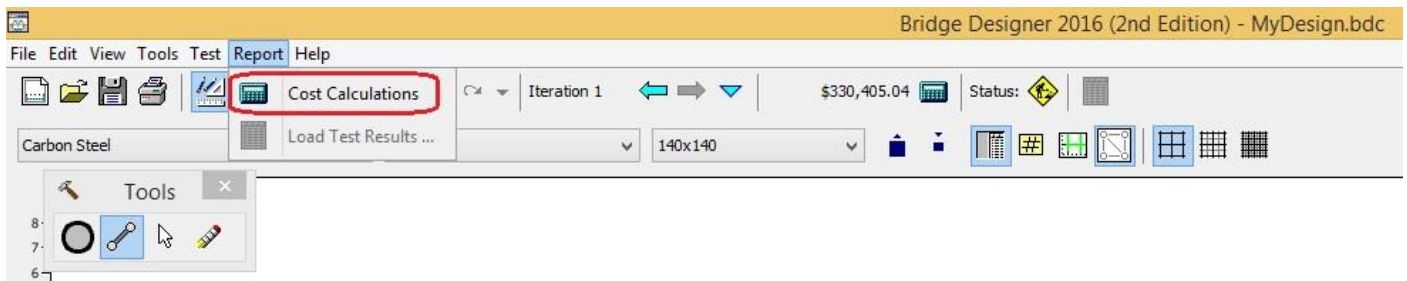 Bridge Designer 2016 (2nd Edition) - MyDesign.bdc
File Edit View Tools Test Report Help
Cost Calculations
Iteration 1
$330,405.04
Status:
Carbon Steel
Load Test Results ...
140x140
Tools
8
7
6